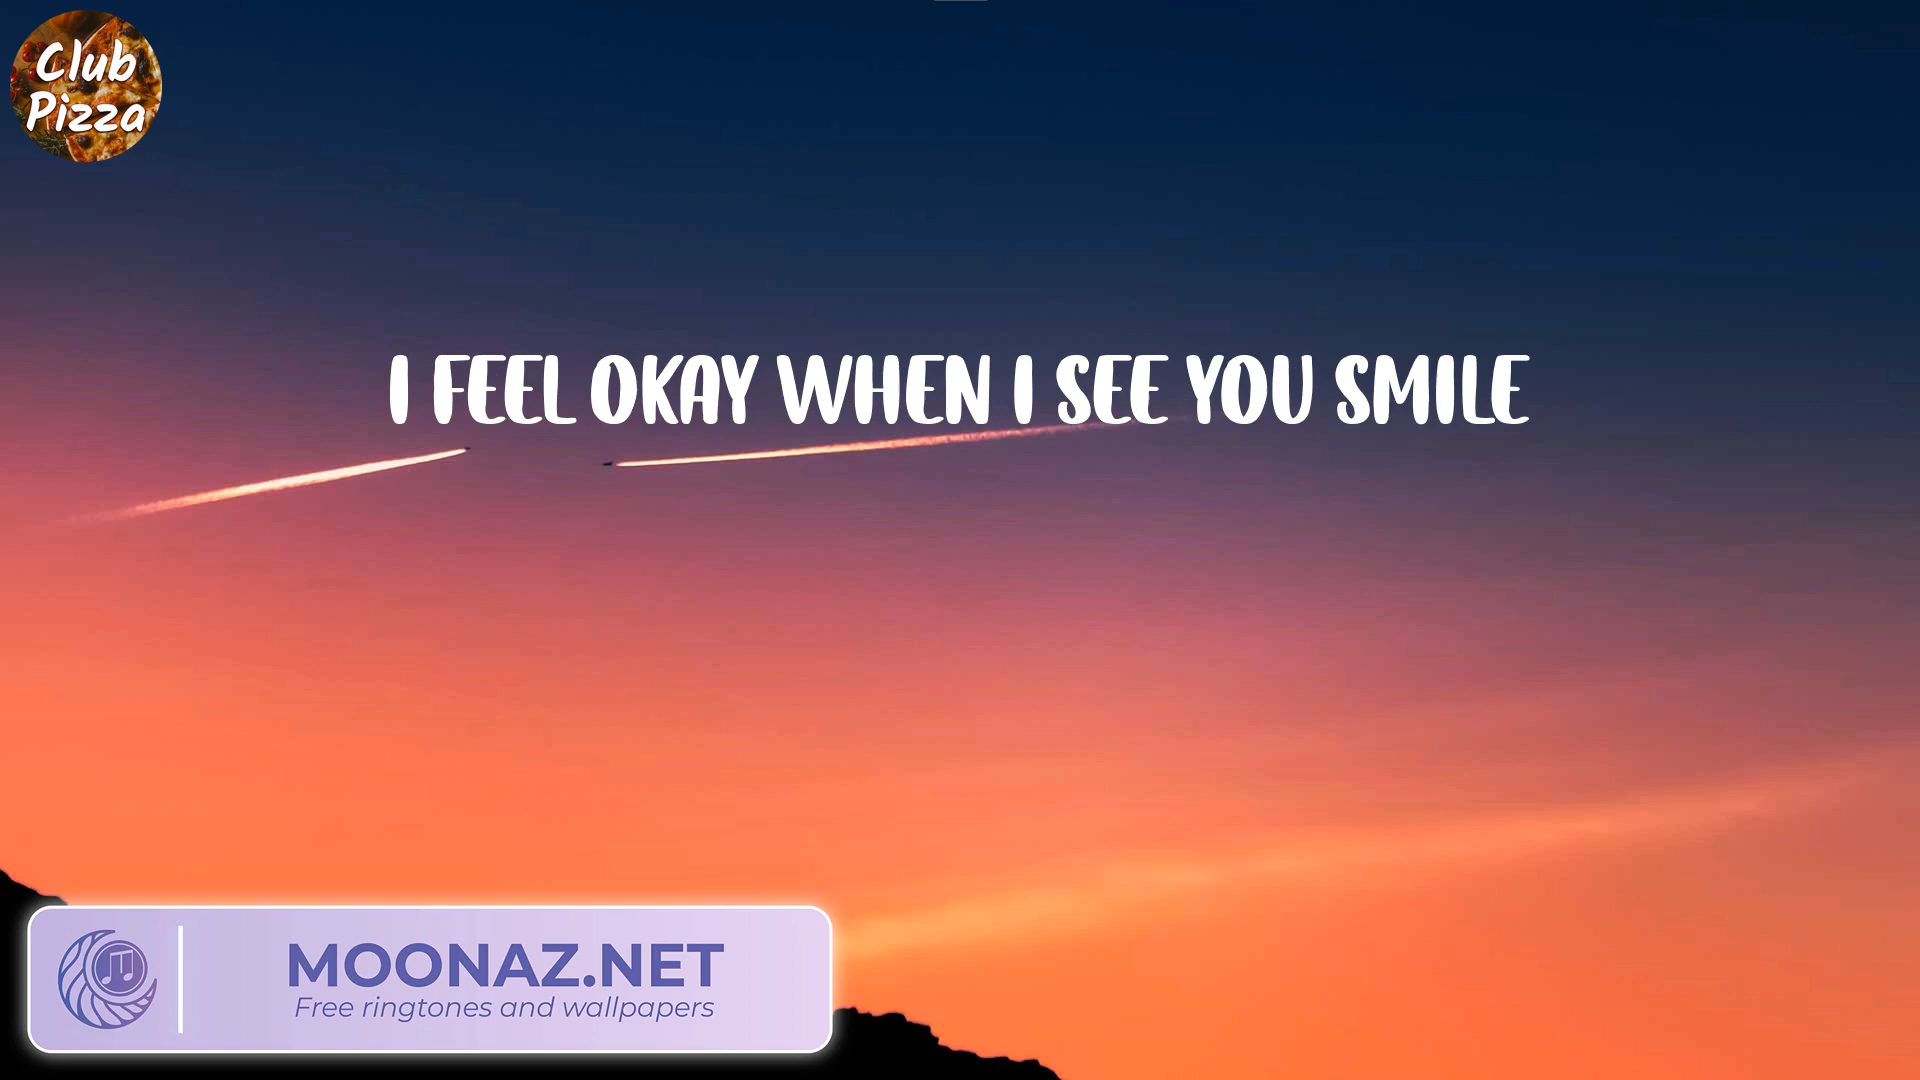 Club
Pizza
I FEEL OKAY WHEN I SEE YOU SMILE
MOONAZ.NET
Free ringtones and wallpapers